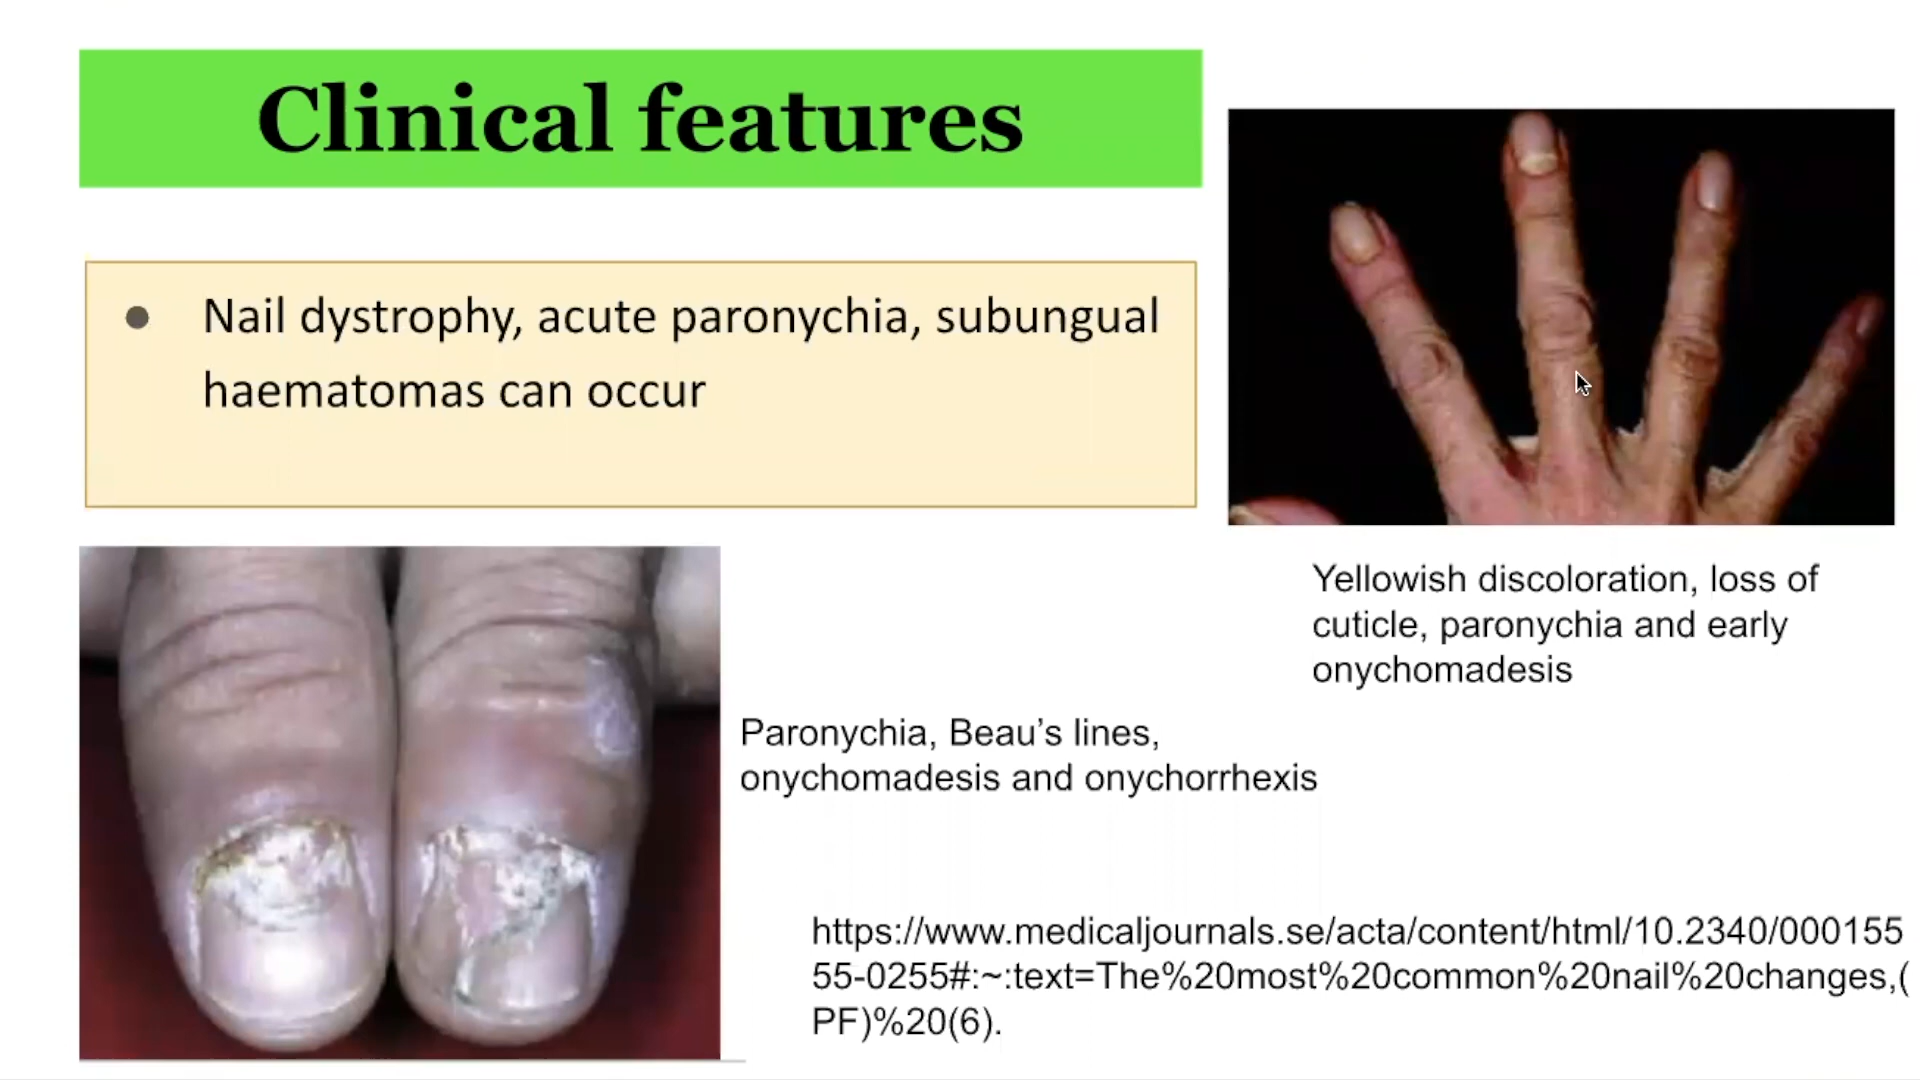 Clinical features
● Nail dystrophy, acute paronychia, subungual
haematomas can occur
Yellowish discoloration, loss of
cuticle, paronychia and early
onychomadesis
Paronychia, Beau’s lines,
onychomadesis and onychorrhexis
https://www.medicaljournals.se/acta/content/html/10.2340/000155
55-0255#:~:text=The%20most%20common%20nail%20changes,(
PF)%20(6).